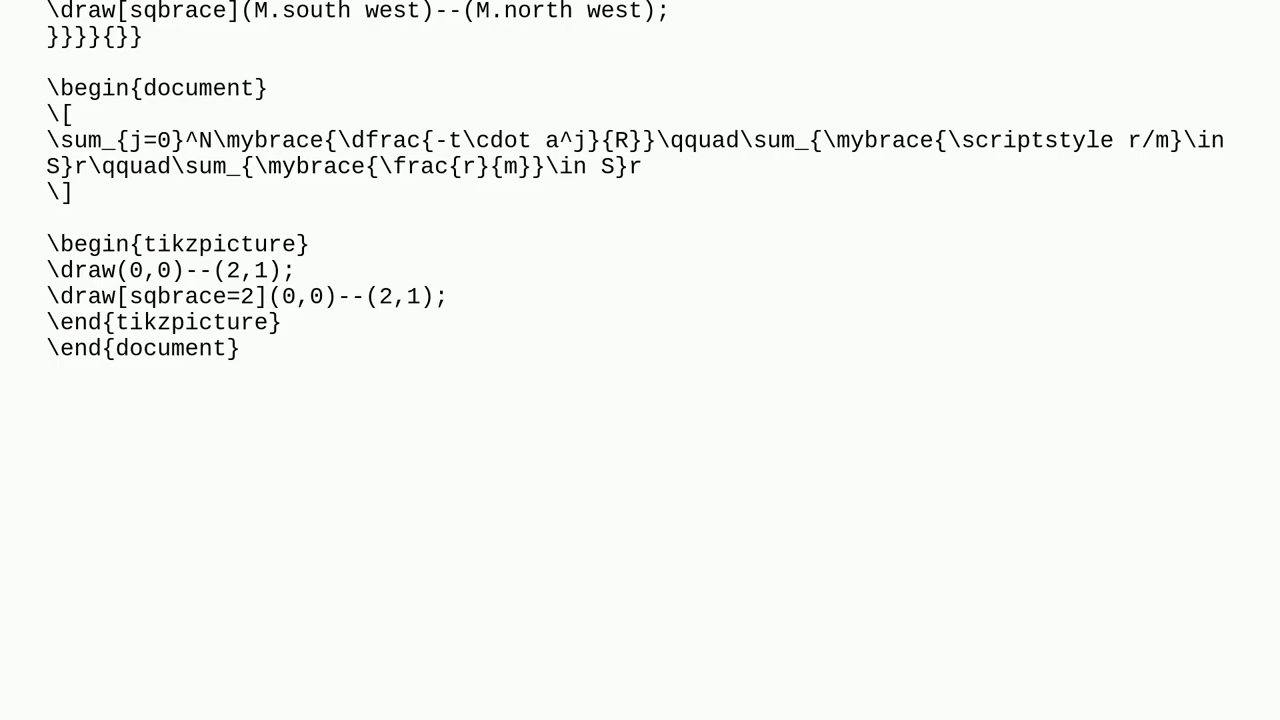 \draw[sqbrace](M.south west)--(M.north west);
}}}}{}}
\begin{document}
\[
\sum_{j=0}^N\mybrace{\dfrac{-t\cdot a^j}{R}}\qquad\sum_{\mybrace{\scriptstyle r/m}\in
S}r\qquad\sum_{\mybrace{\frac{r}{m}}\in S}r
\]
\begin{tikzpicture}
\draw(0,0)--(2,1);
\draw[sqbrace=2](0,0)--(2,1);
\end{tikzpicture}
\end{document}